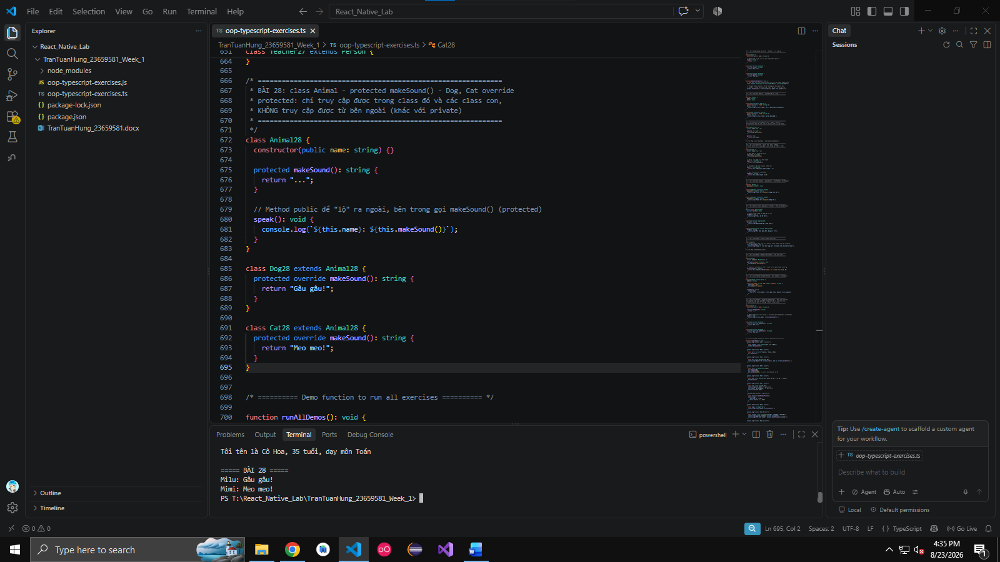 File Edit Selection View Go Run Terminal Help
React_Native_Lab
Explorer
React_Native_Lab
TranTuanHung_23659581_Week_1
node_modules
JS oop-typescript-exercises.js
TS oop-typescript-exercises.ts
{} package-lock.json
{} package.json
TranTuanHung_23659581.docx
Outline
Timeline
TS oop-typescript-exercises.ts
TranTuanHung_23659581_Week_1 > TS oop-typescript-exercises.ts > Cat28
651 class Teacher27 extends Person {
664 }
665
666 /* =============================================================
667 * BÀI 28: class Animal - protected makeSound() - Dog, Cat override
668 * protected: chỉ truy cập được trong class đó và các class con,
669 * KHÔNG truy cập được từ bên ngoài (khác với private)
670 * =============================================================
671 */
672 class Animal28 {
673 constructor(public name: string) {}
674
675 protected makeSound(): string {
676 return "...";
677 }
678
679 // Method public để "lộ" ra ngoài, bên trong gọi makeSound() (protected)
680 speak(): void {
681 console.log(`${this.name}: ${this.makeSound()}`);
682 }
683 }
684
685 class Dog28 extends Animal28 {
686 protected override makeSound(): string {
687 return "Gâu gâu!";
688 }
689 }
690
691 class Cat28 extends Animal28 {
692 protected override makeSound(): string {
693 return "Meo meo!";
694 }
695 }
696
697
698 /* ========== Demo function to run all exercises ========== */
699
700 function runAllDemos(): void {
Problems Output Terminal Ports Debug Console
powershell
Tôi tên là Cô Hoa, 35 tuổi, dạy môn Toán
===== BÀI 28 =====
Milu: Gâu gâu!
Mimi: Meo meo!
PS T:\React_Native_Lab\TranTuanHung_23659581_Week_1>
Chat
Sessions
Tip: Use /create-agent to scaffold a custom agent
for your workflow.
TS oop-typescript-exercises.ts
Describe what to build
Agent Auto
Local Default permissions
0 0
Ln 695, Col 2 Spaces: 2 UTF-8 LF {} TypeScript Go Live
Type here to search
4:35 PM
8/23/2026
1